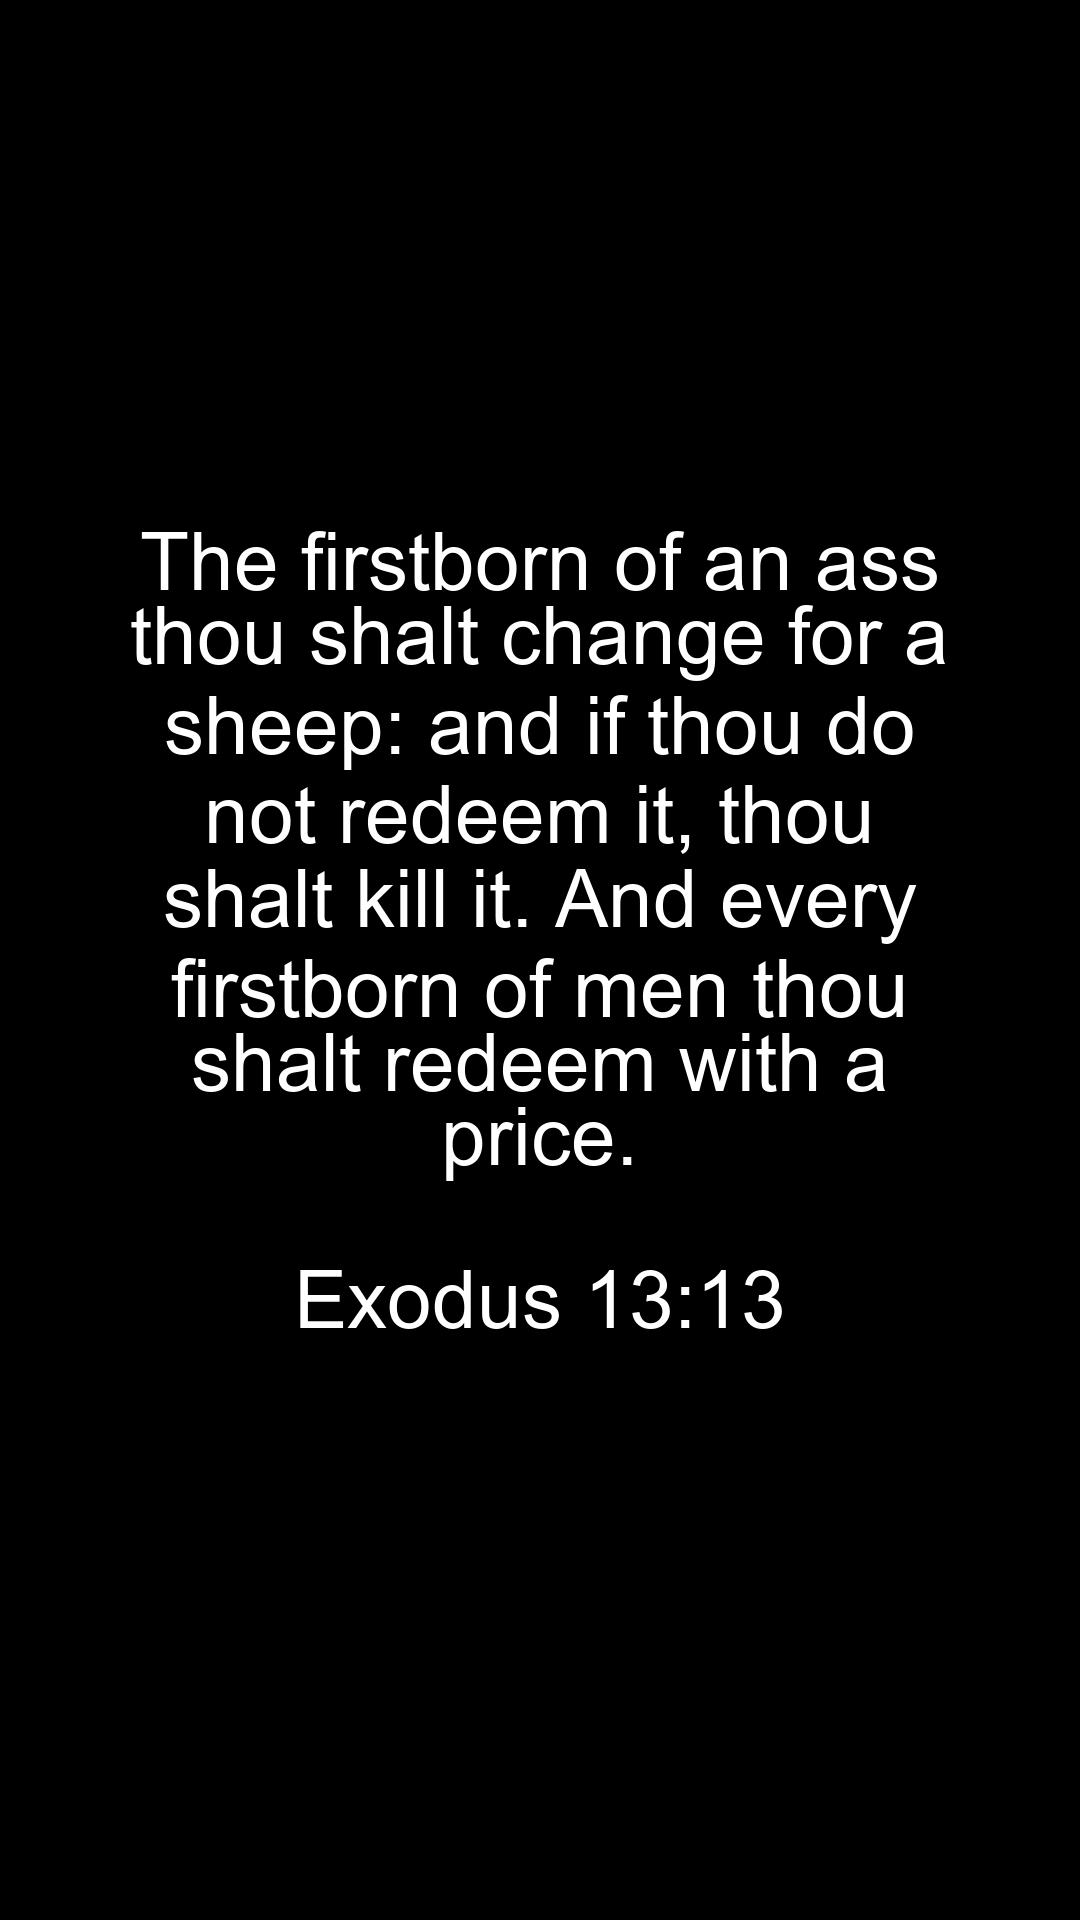 The firstborn of an ass
thou shalt change for a
sheep: and if thou do
not redeem it, thou
shalt kill it. And every
firstborn of men thou
shalt redeem with a
price.
Exodus 13:13